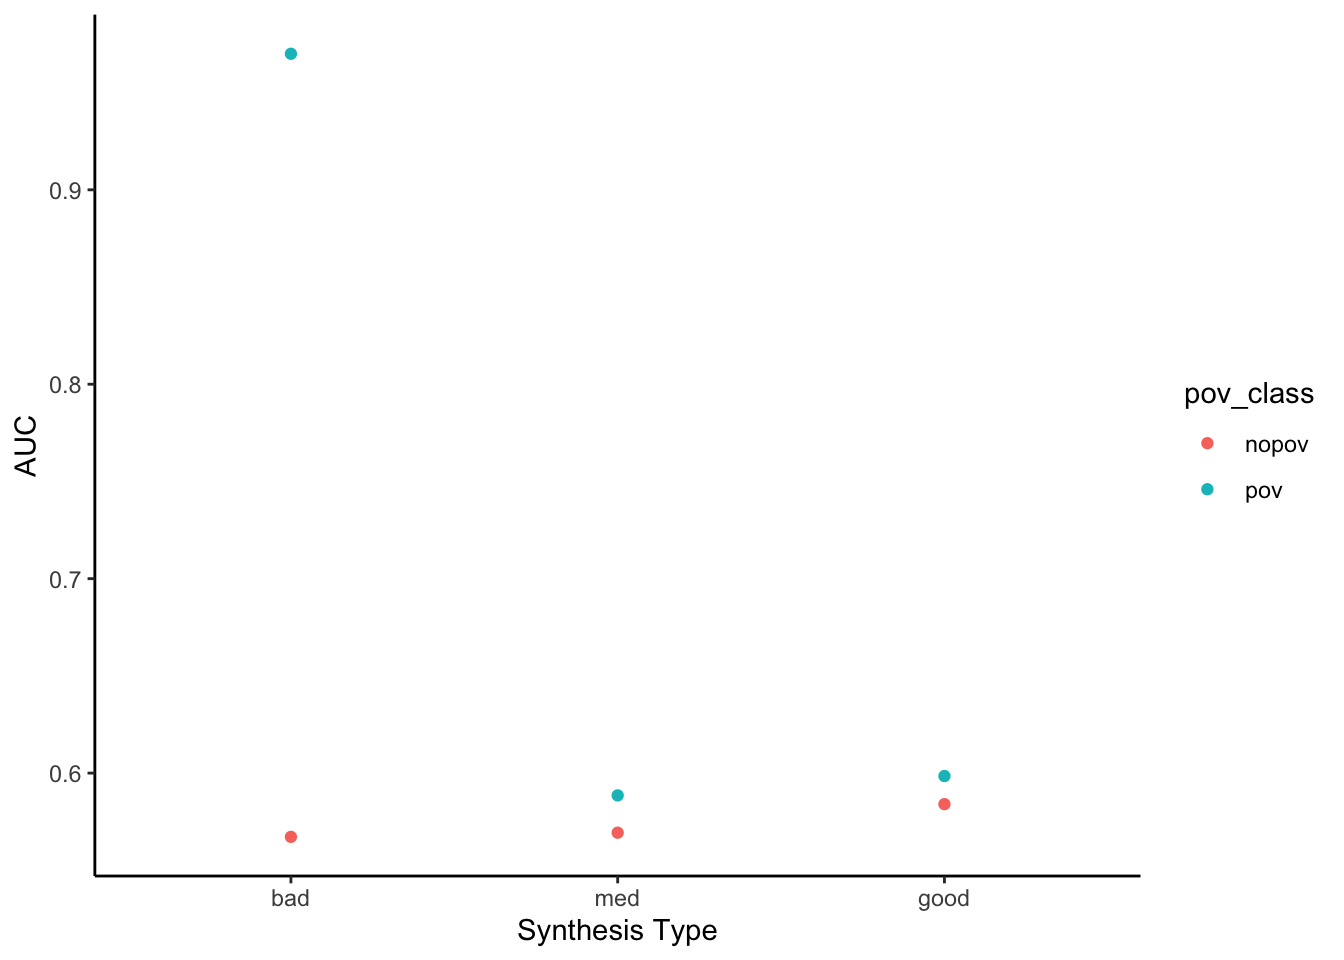 AUC
0.9
0.8
0.7
0.6
bad med good
Synthesis Type
pov_class
nopov
pov